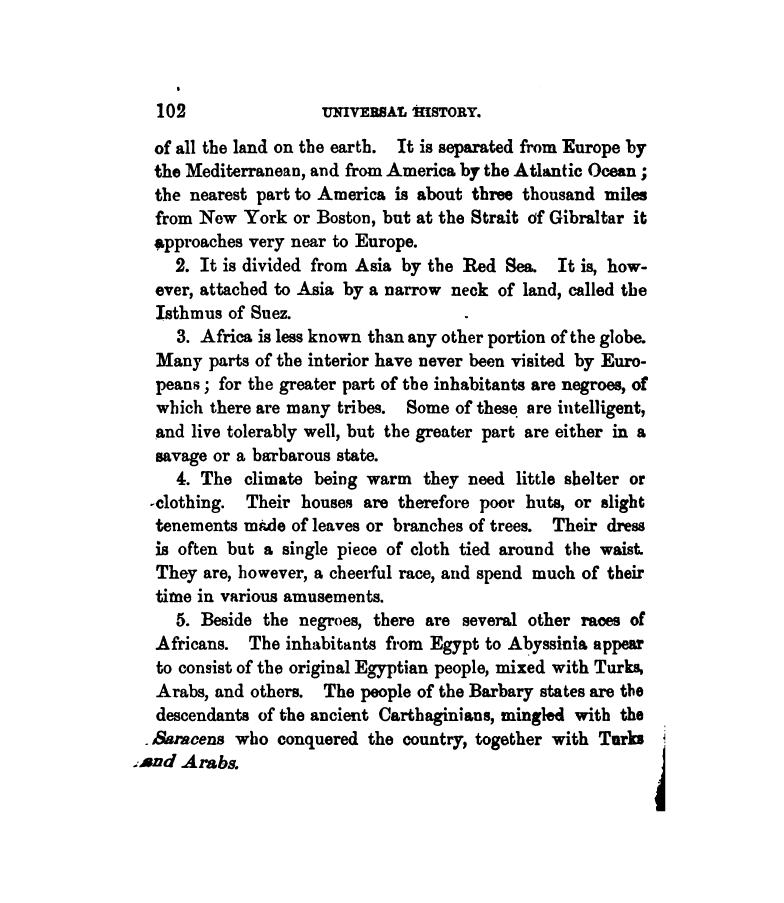 102 UNIVERSAL HISTORY.
of all the land on the earth. It is separated from Europe by
the Mediterranean, and from America by the Atlantic Ocean ;
the nearest part to America is about three thousand miles
from New York or Boston, but at the Strait of Gibraltar it
approaches very near to Europe.
2. It is divided from Asia by the Red Sea. It is, how-
ever, attached to Asia by a narrow neck of land, called the
Isthmus of Suez.
3. Africa is less known than any other portion of the globe.
Many parts of the interior have never been visited by Euro-
peans ; for the greater part of the inhabitants are negroes, of
which there are many tribes. Some of these are intelligent,
and live tolerably well, but the greater part are either in a
savage or a barbarous state.
4. The climate being warm they need little shelter or
clothing. Their houses are therefore poor huts, or slight
tenements made of leaves or branches of trees. Their dress
is often but a single piece of cloth tied around the waist.
They are, however, a cheerful race, and spend much of their
time in various amusements.
5. Beside the negroes, there are several other races of
Africans. The inhabitants from Egypt to Abyssinia appear
to consist of the original Egyptian people, mixed with Turks,
Arabs, and others. The people of the Barbary states are the
descendants of the ancient Carthaginians, mingled with the
Saracens who conquered the country, together with Turks
and Arabs.